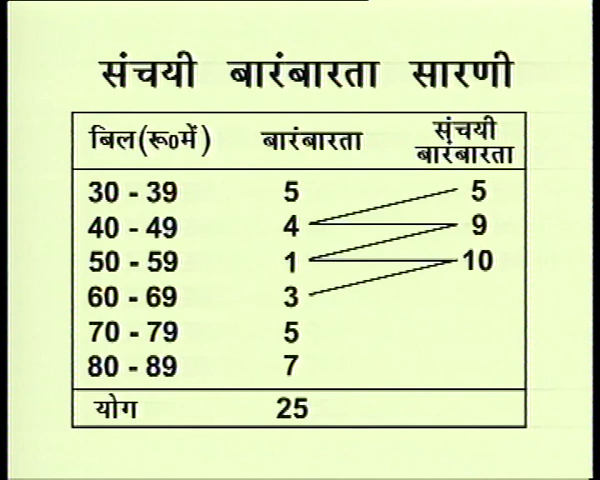 संचयी बारंबारता सारणी
बिल(रू0में) बारंबारता संचयी बारंबारता
30 - 39 5 5
40 - 49 4 9
50 - 59 1 10
60 - 69 3
70 - 79 5
80 - 89 7
योग 25